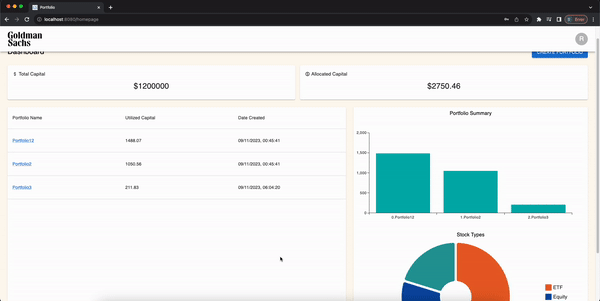 Portfolio
localhost:8080/homepage
Error
Goldman
Sachs
R
Dashboard
CREATE PORTFOLIO
$ Total Capital
$1200000
Allocated Capital
$2750.46
Portfolio Name Utilized Capital Date Created
Portfolio12 1488.07 09/11/2023, 00:45:41
Portfolio2 1050.56 09/11/2023, 00:45:41
Portfolio3 211.83 09/11/2023, 06:04:20
Portfolio Summary
2,000
1,500
1,000
500
0
0.Portfolio12 1.Portfolio2 2.Portfolio3
Stock Types
ETF
Equity